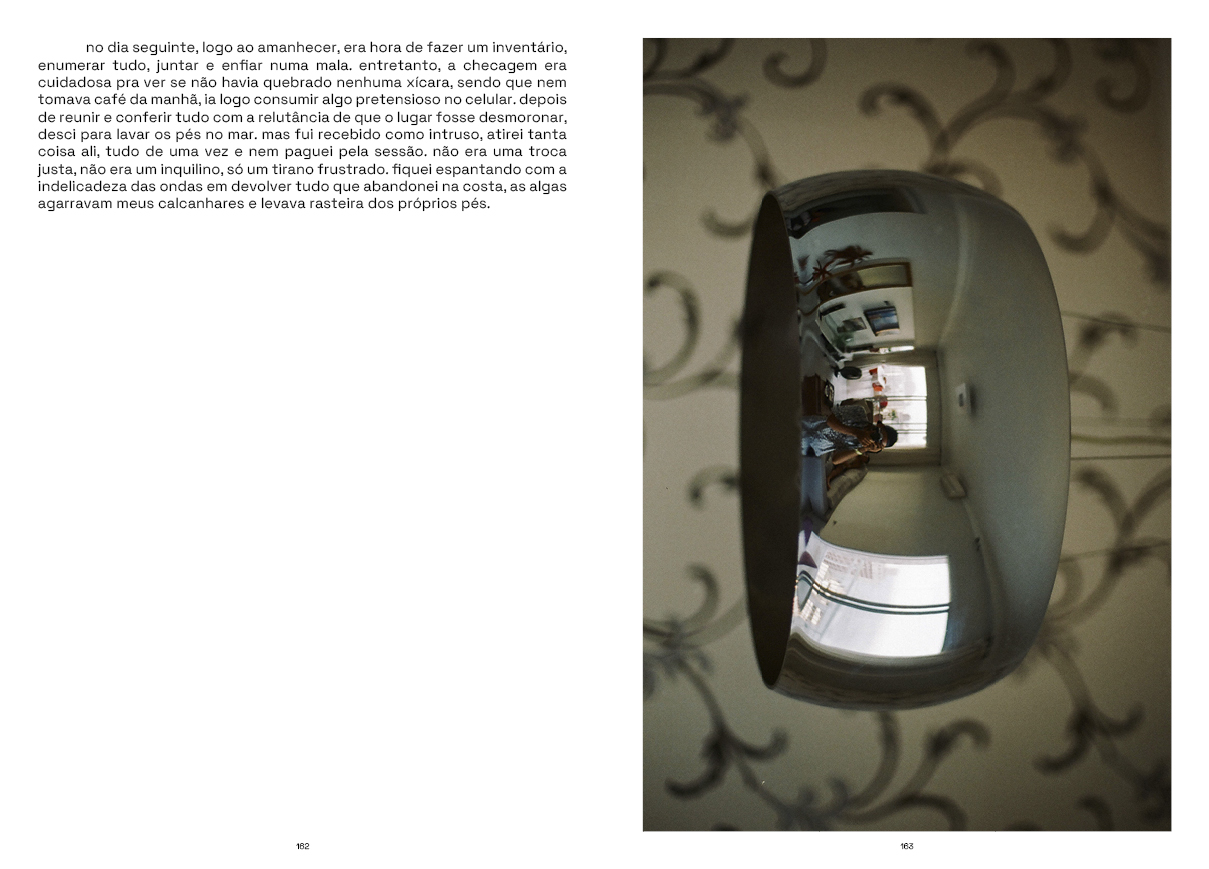 no dia seguinte, logo ao amanhecer, era hora de fazer um inventário,
enumerar tudo, juntar e enfiar numa mala. entretanto, a checagem era
cuidadosa pra ver se não havia quebrado nenhuma xícara, sendo que nem
tomava café da manhã, ia logo consumir algo pretensioso no celular. depois
de reunir e conferir tudo com a relutância de que o lugar fosse desmoronar,
desci para lavar os pés no mar. mas fui recebido como intruso, atirei tanta
coisa ali, tudo de uma vez e nem paguei pela sessão. não era uma troca
justa, não era um inquilino, só um tirano frustrado. fiquei espantando com a
indelicadeza das ondas em devolver tudo que abandonei na costa, as algas
agarravam meus calcanhares e levava rasteira dos próprios pés.
162
163